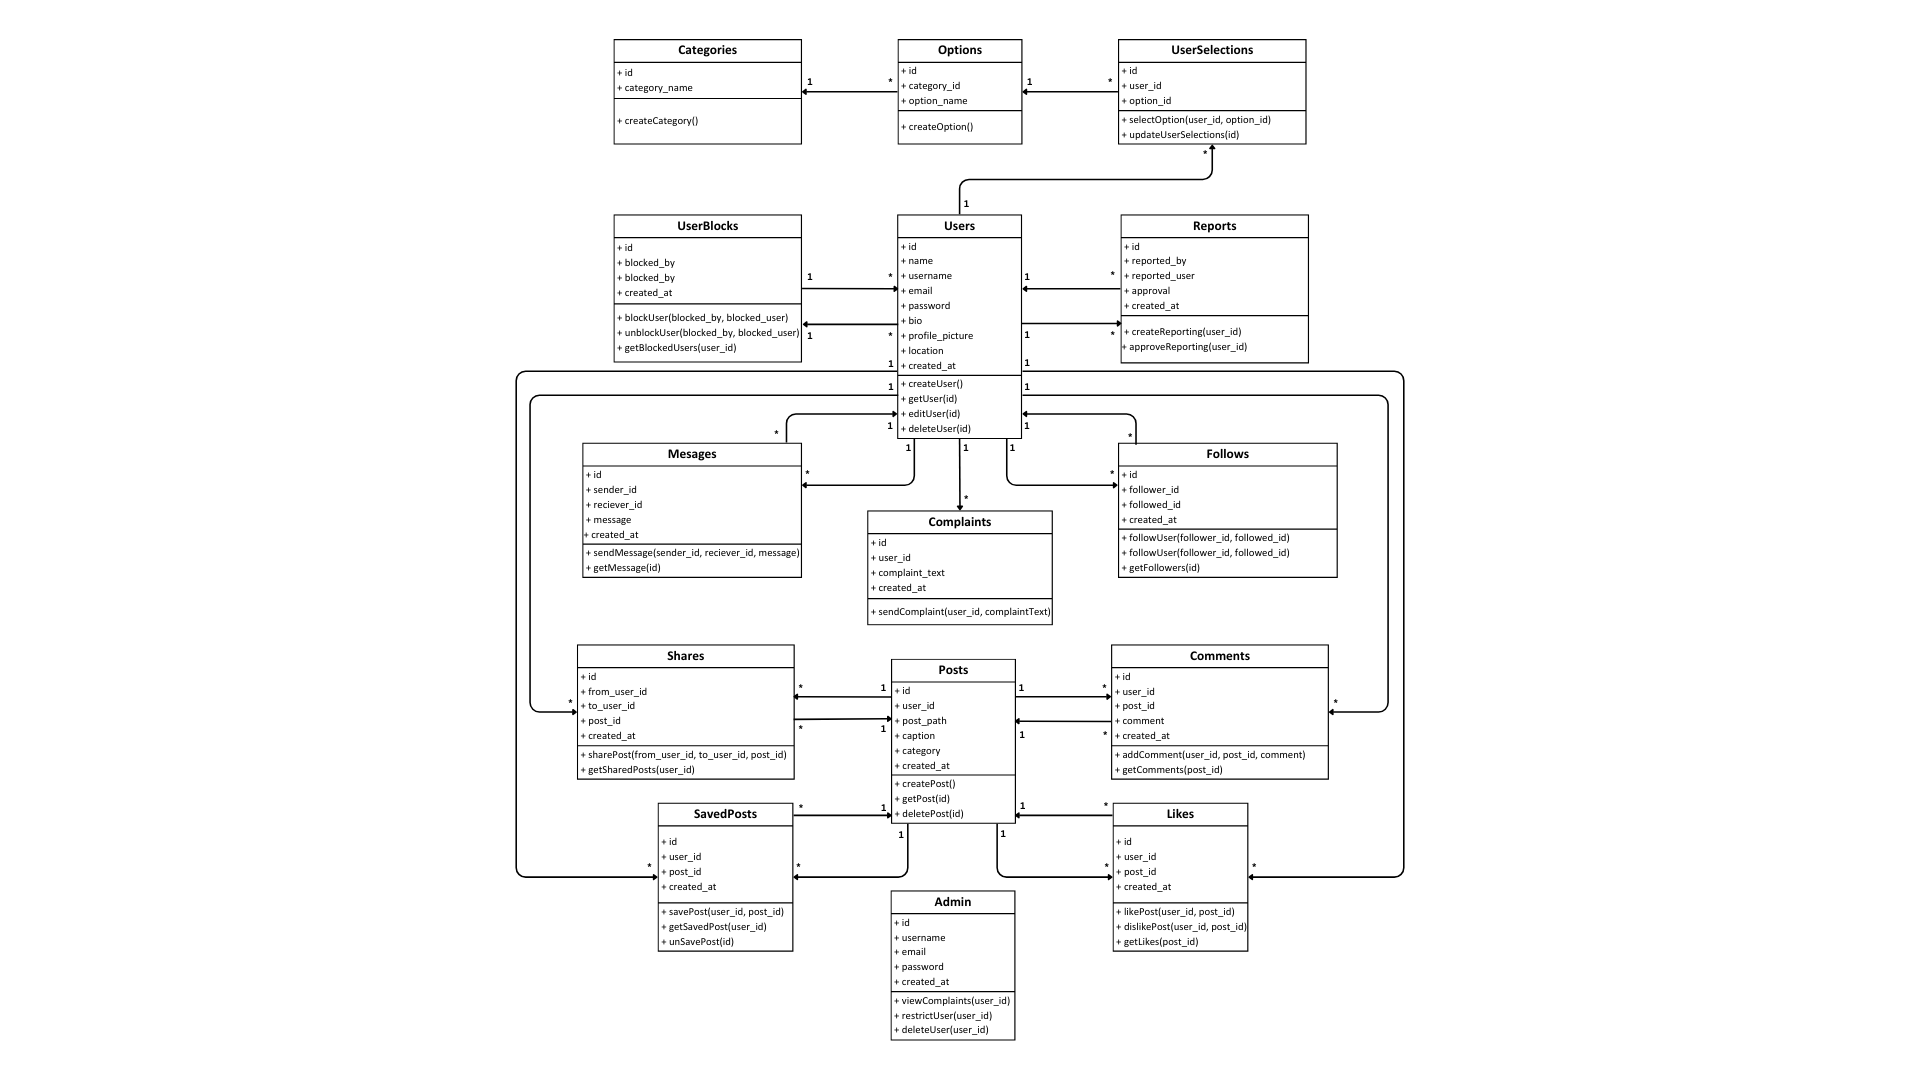 Categories
+ id
+ category_name
+ createCategory()
1
*
Options
+ id
+ category_id
+ option_name
+ createOption()
1
*
UserSelections
+ id
+ user_id
+ option_id
+ selectOption(user_id, option_id)
+ updateUserSelections(id)
*
1
UserBlocks
+ id
+ blocked_by
+ blocked_by
+ created_at
+ blockUser(blocked_by, blocked_user)
+ unblockUser(blocked_by, blocked_user)
+ getBlockedUsers(user_id)
1
*
1
*
Users
+ id
+ name
+ username
+ email
+ password
+ bio
+ profile_picture
+ location
+ created_at
+ createUser()
+ getUser(id)
+ editUser(id)
+ deleteUser(id)
1
*
1
*
Reports
+ id
+ reported_by
+ reported_user
+ approval
+ created_at
+ createReporting(user_id)
+ approveReporting(user_id)
1
1
1
1
1
1
*
*
1
1
1
Mesages
+ id
+ sender_id
+ reciever_id
+ message
+ created_at
+ sendMessage(sender_id, reciever_id, message)
+ getMessage(id)
*
*
*
Complaints
+ id
+ user_id
+ complaint_text
+ created_at
+ sendComplaint(user_id, complaintText)
Follows
+ id
+ follower_id
+ followed_id
+ created_at
+ followUser(follower_id, followed_id)
+ followUser(follower_id, followed_id)
+ getFollowers(id)
*
Shares
+ id
+ from_user_id
+ to_user_id
+ post_id
+ created_at
+ sharePost(from_user_id, to_user_id, post_id)
+ getSharedPosts(user_id)
*
1
*
1
Posts
+ id
+ user_id
+ post_path
+ caption
+ category
+ created_at
+ createPost()
+ getPost(id)
+ deletePost(id)
1
*
1
*
Comments
+ id
+ user_id
+ post_id
+ comment
+ created_at
+ addComment(user_id, post_id, comment)
+ getComments(post_id)
*
*
SavedPosts
+ id
+ user_id
+ post_id
+ created_at
+ savePost(user_id, post_id)
+ getSavedPost(user_id)
+ unSavePost(id)
*
1
*
1
1
*
1
*
Likes
+ id
+ user_id
+ post_id
+ created_at
+ likePost(user_id, post_id)
+ dislikePost(user_id, post_id)
+ getLikes(post_id)
*
Admin
+ id
+ username
+ email
+ password
+ created_at
+ viewComplaints(user_id)
+ restrictUser(user_id)
+ deleteUser(user_id)